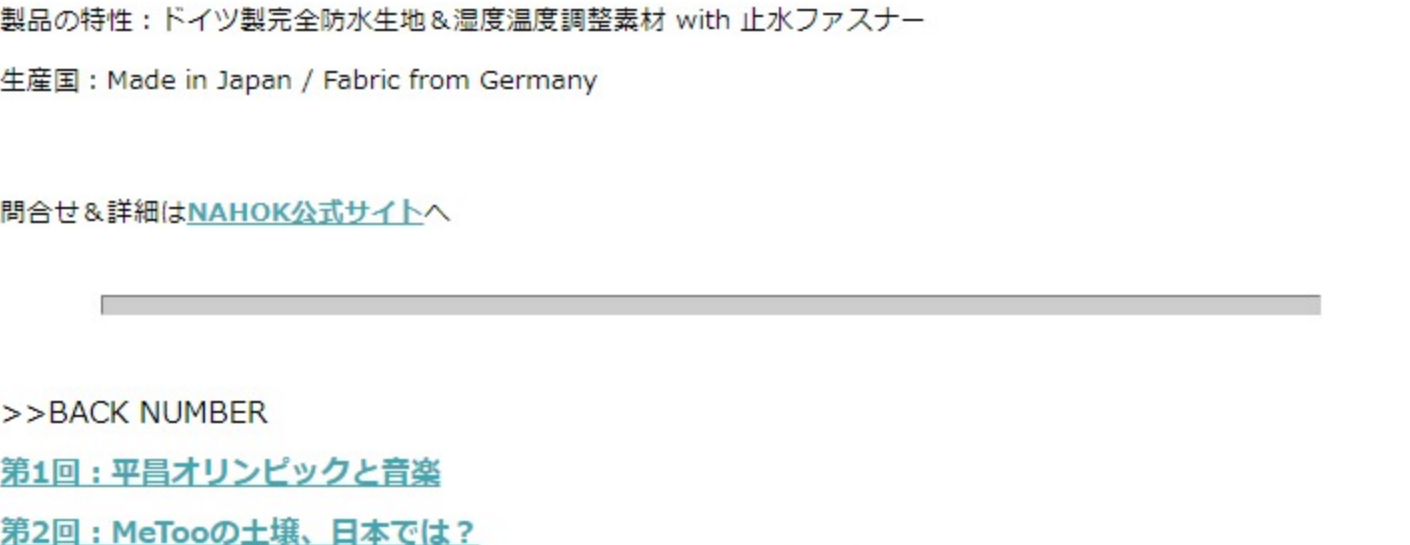 製品の特性：ドイツ製完全防水生地＆湿度温度調整素材 with 止水ファスナー
生産国：Made in Japan / Fabric from Germany
問合せ＆詳細はNAHOK公式サイトへ
>>BACK NUMBER
第1回：平昌オリンピックと音楽
第2回：MeTooの土壌、日本では？